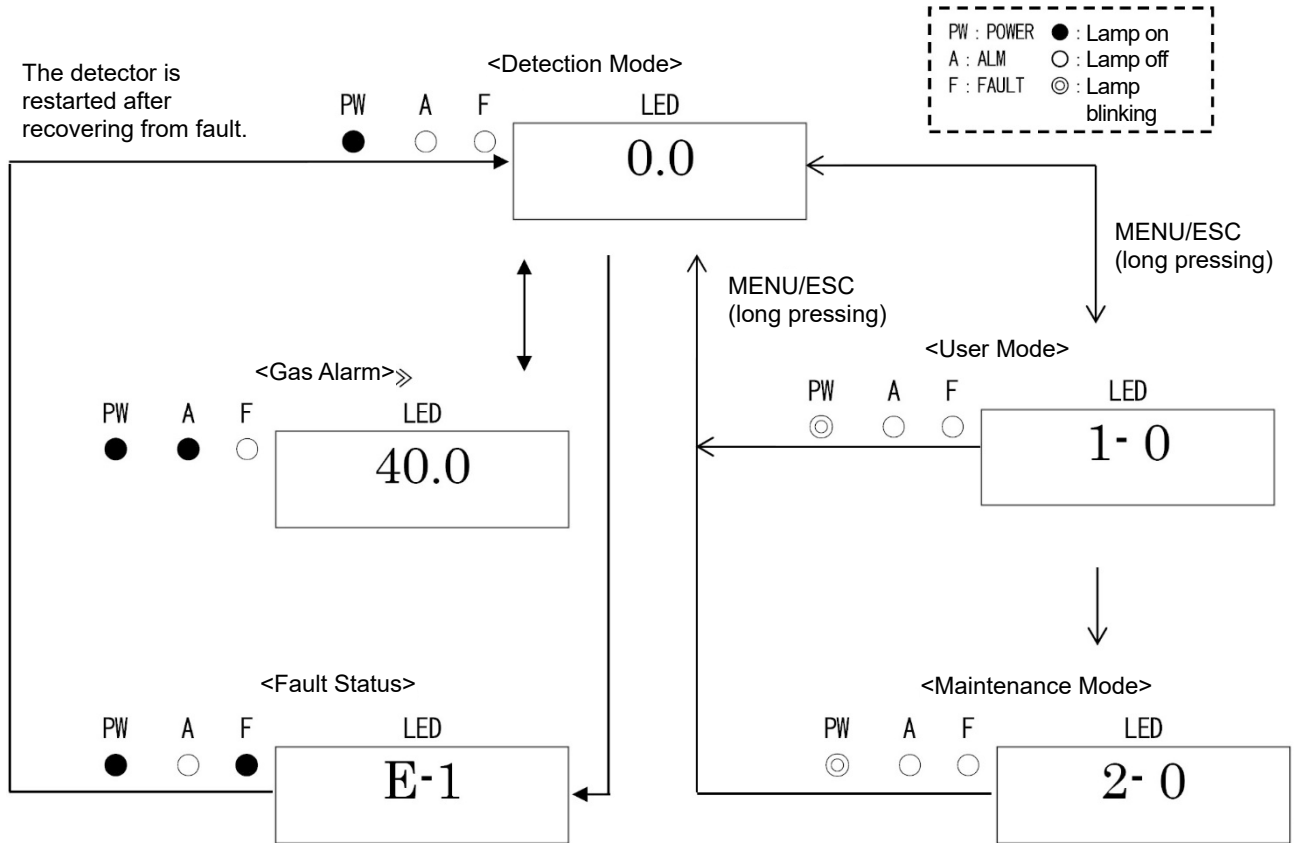 PW : POWER ● : Lamp on
A : ALM ○ : Lamp off
F : FAULT ◎ : Lamp
blinking
The detector is
restarted after
recovering from fault.
<Detection Mode>
PW A F LED
0.0
MENU/ESC
(long pressing)
MENU/ESC
(long pressing)
<Gas Alarm>≫
PW A F LED
40.0
<User Mode>
PW A F LED
1- 0
<Fault Status>
PW A F LED
E-1
<Maintenance Mode>
PW A F LED
2- 0